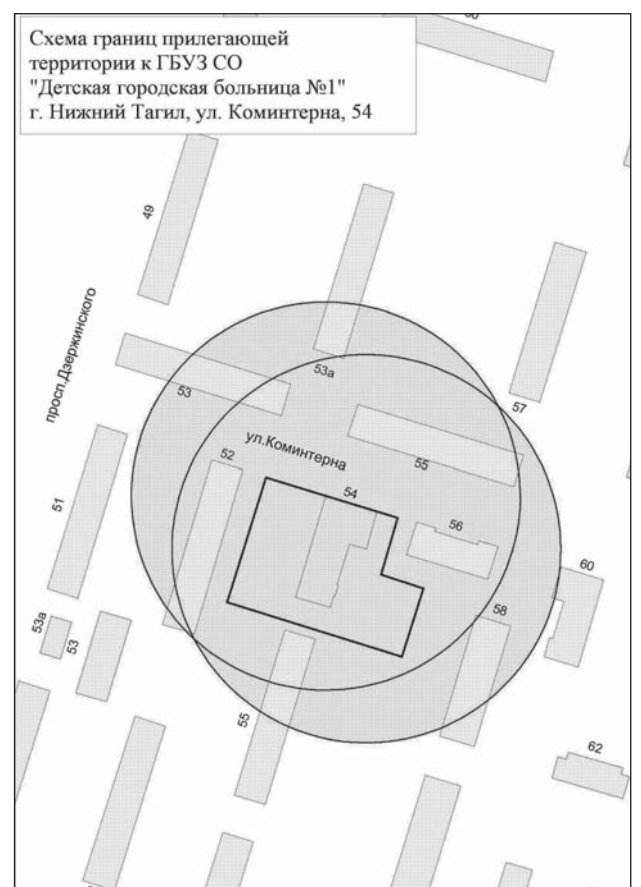 Схема границ прилегающей
территории к ГБУЗ СО
"Детская городская больница №1"
г. Нижний Тагил, ул. Коминтерна, 54
49
просп.Дзержинского
53а
57
53
ул.Коминтерна
52
55
54
51
56
60
58
53а
53
55
62